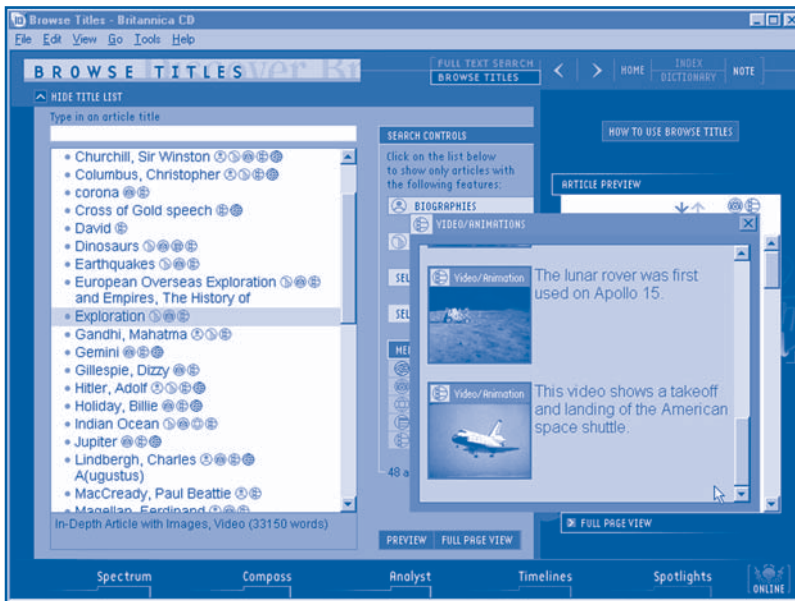 Browse Titles - Britannica CD
File Edit View Go Tools Help
BROWSE TITLES
FULL TEXT SEARCH
BROWSE TITLES
HOME
INDEX
DICTIONARY
NOTE
HIDE TITLE LIST
Type in an article title
Churchill, Sir Winston
Columbus, Christopher
corona
Cross of Gold speech
David
Dinosaurs
Earthquakes
European Overseas Exploration
and Empires, The History of
Exploration
Gandhi, Mahatma
Gemini
Gillespie, Dizzy
Hitler, Adolf
Holiday, Billie
Indian Ocean
Jupiter
Lindbergh, Charles
A(ugustus)
MacCready, Paul Beattie
Magellan, Ferdinand
In-Depth Article with Images, Video (33150 words)
SEARCH CONTROLS
Click on the list below
to show only articles with
the following features:
BIOGRAPHIES
SEL
SEL
48 a
PREVIEW FULL PAGE VIEW
HOW TO USE BROWSE TITLES
ARTICLE PREVIEW
VIDEO/ANIMATIONS
Video/Animation
The lunar rover was first
used on Apollo 15.
Video/Animation
This video shows a takeoff
and landing of the American
space shuttle.
FULL PAGE VIEW
Spectrum Compass Analyst Timelines Spotlights
ONLINE